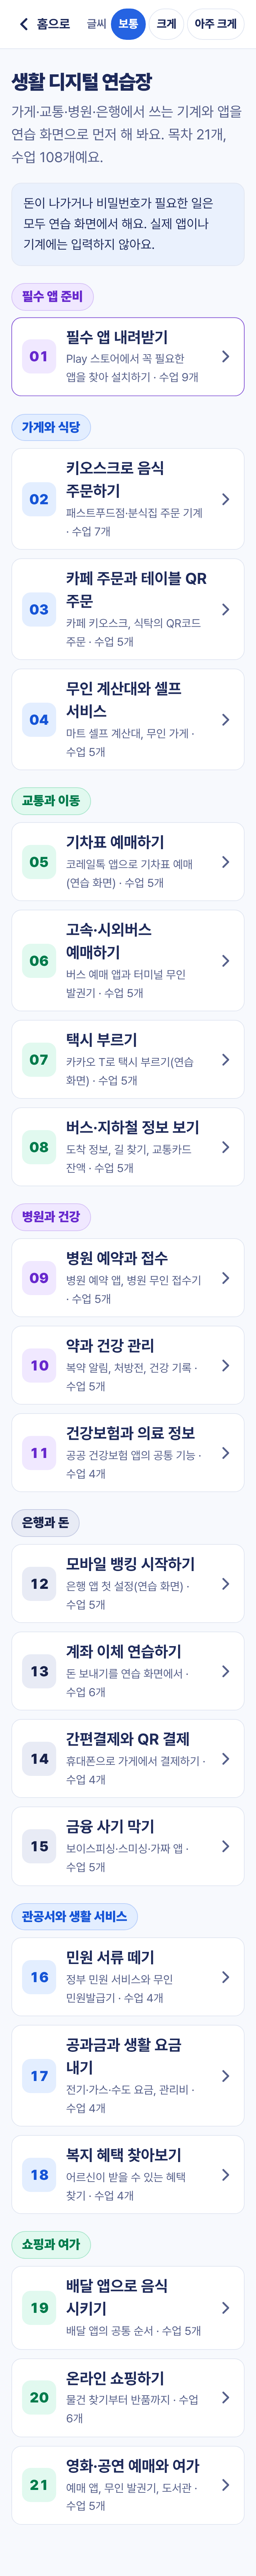 홈으로 글씨 보통 크게 아주 크게
생활 디지털 연습장
가게·교통·병원·은행에서 쓰는 기계와 앱을
연습 화면으로 먼저 해 봐요. 목차 21개,
수업 108개예요.
돈이 나가거나 비밀번호가 필요한 일은
모두 연습 화면에서 해요. 실제 앱이나
기계에는 입력하지 않아요.
필수 앱 준비
01
필수 앱 내려받기
Play 스토어에서 꼭 필요한
앱을 찾아 설치하기 · 수업 9개
가게와 식당
02
키오스크로 음식
주문하기
패스트푸드점·분식집 주문 기계
· 수업 7개
03
카페 주문과 테이블 QR
주문
카페 키오스크, 식탁의 QR코드
주문 · 수업 5개
04
무인 계산대와 셀프
서비스
마트 셀프 계산대, 무인 가게 ·
수업 5개
교통과 이동
05
기차표 예매하기
코레일톡 앱으로 기차표 예매
(연습 화면) · 수업 5개
06
고속·시외버스
예매하기
버스 예매 앱과 터미널 무인
발권기 · 수업 5개
07
택시 부르기
카카오 T로 택시 부르기(연습
화면) · 수업 5개
08
버스·지하철 정보 보기
도착 정보, 길 찾기, 교통카드
잔액 · 수업 5개
병원과 건강
09
병원 예약과 접수
병원 예약 앱, 병원 무인 접수기
· 수업 5개
10
약과 건강 관리
복약 알림, 처방전, 건강 기록 ·
수업 5개
11
건강보험과 의료 정보
공공 건강보험 앱의 공통 기능 ·
수업 4개
은행과 돈
12
모바일 뱅킹 시작하기
은행 앱 첫 설정(연습 화면) ·
수업 5개
13
계좌 이체 연습하기
돈 보내기를 연습 화면에서 ·
수업 6개
14
간편결제와 QR 결제
휴대폰으로 가게에서 결제하기 ·
수업 4개
15
금융 사기 막기
보이스피싱·스미싱·가짜 앱 ·
수업 5개
관공서와 생활 서비스
16
민원 서류 떼기
정부 민원 서비스와 무인
민원발급기 · 수업 4개
17
공과금과 생활 요금
내기
전기·가스·수도 요금, 관리비 ·
수업 4개
18
복지 혜택 찾아보기
어르신이 받을 수 있는 혜택
찾기 · 수업 4개
쇼핑과 여가
19
배달 앱으로 음식
시키기
배달 앱의 공통 순서 · 수업 5개
20
온라인 쇼핑하기
물건 찾기부터 반품까지 · 수업
6개
21
영화·공연 예매와 여가
예매 앱, 무인 발권기, 도서관 ·
수업 5개